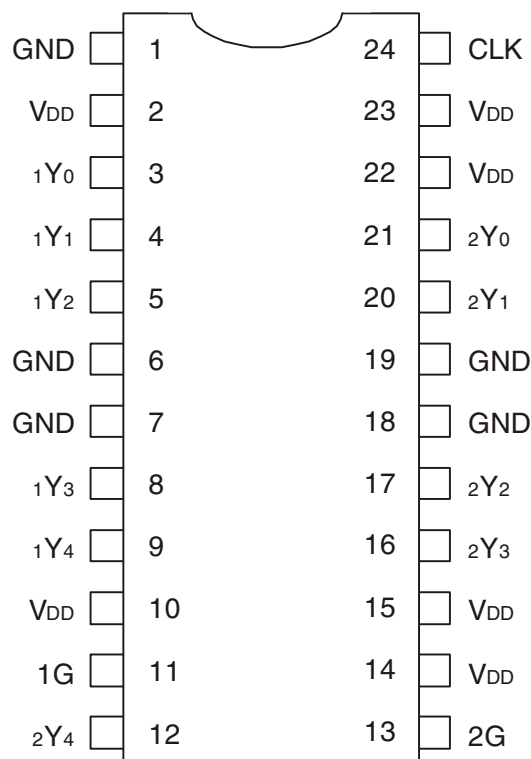 GND 1 24 CLK
VDD 2 23 VDD
1Y0 3 22 VDD
1Y1 4 21 2Y0
1Y2 5 20 2Y1
GND 6 19 GND
GND 7 18 GND
1Y3 8 17 2Y2
1Y4 9 16 2Y3
VDD 10 15 VDD
1G 11 14 VDD
2Y4 12 13 2G